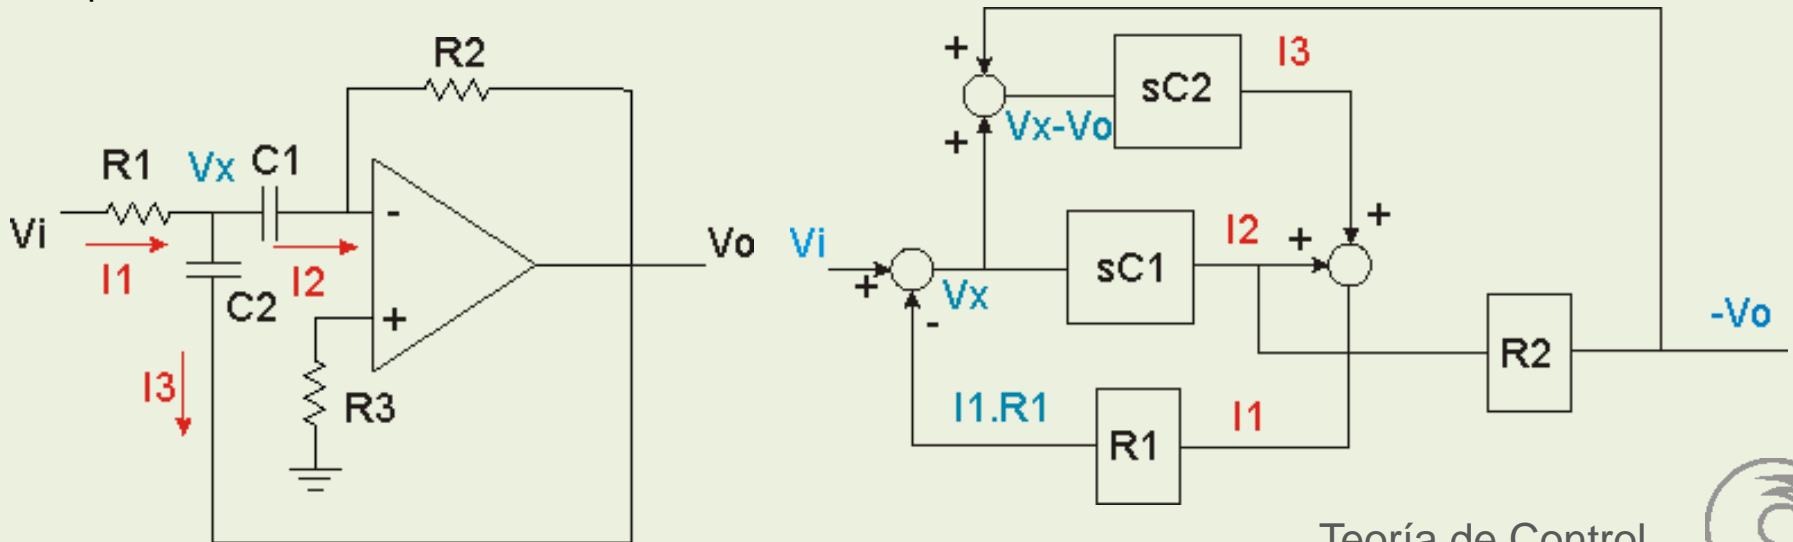 R2
R1
Vx
C1
-
Vi
I1
I2
Vo
C2
+
I3
R3
+
sC2
I3
Vx-Vo
+
+
Vi
+
Vx
-
sC1
I2
+
R2
-Vo
I1.R1
R1
I1
Teoría de Control